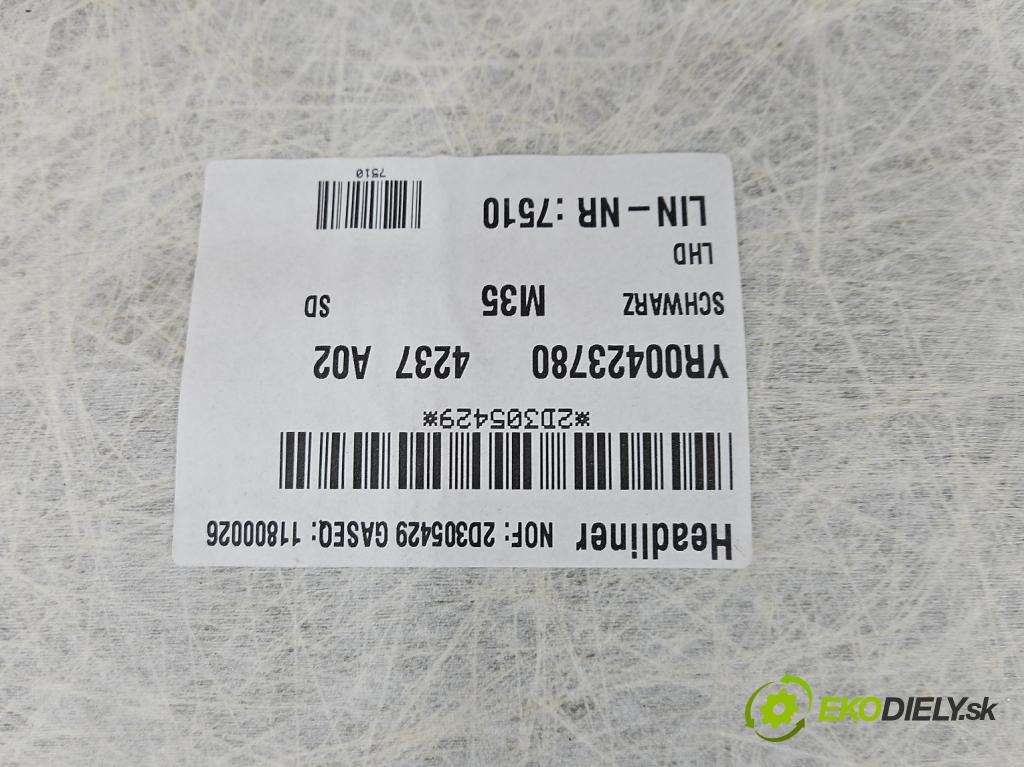 Headliner NOF: 2D305429 GASEQ: 11800026
*2D305429*
YR00423780 4237 A02
SCHWARZ M35 SD
LHD
LIN-NR :7510
7510
EKODIELY.sk